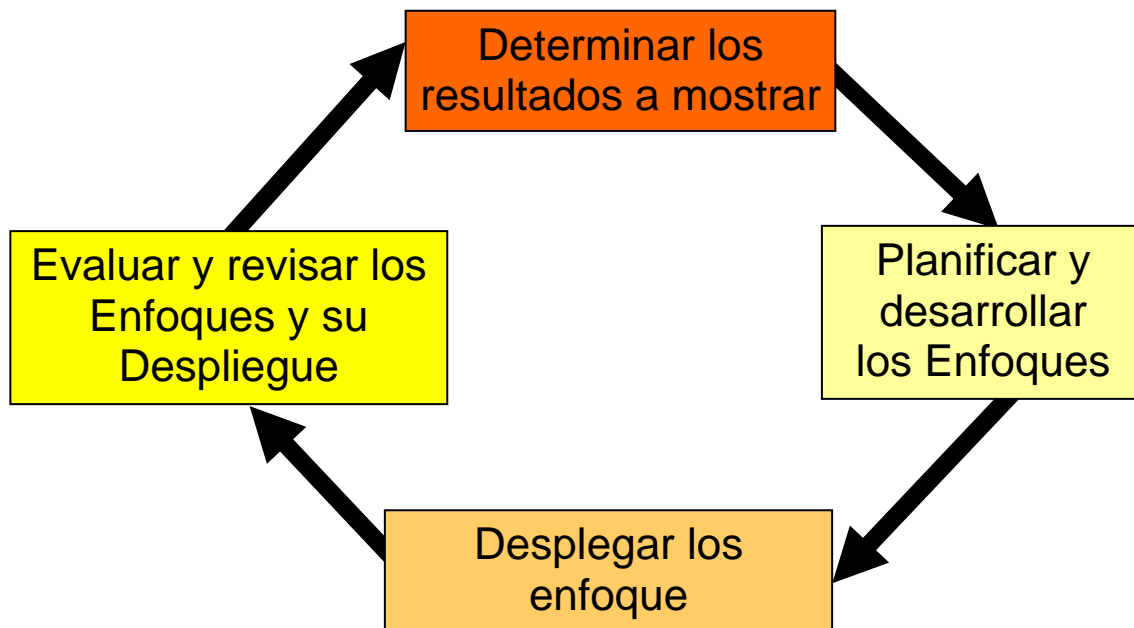 Determinar los
resultados a mostrar
Planificar y
desarrollar
los Enfoques
Desplegar los
enfoque
Evaluar y revisar los
Enfoques y su
Despliegue